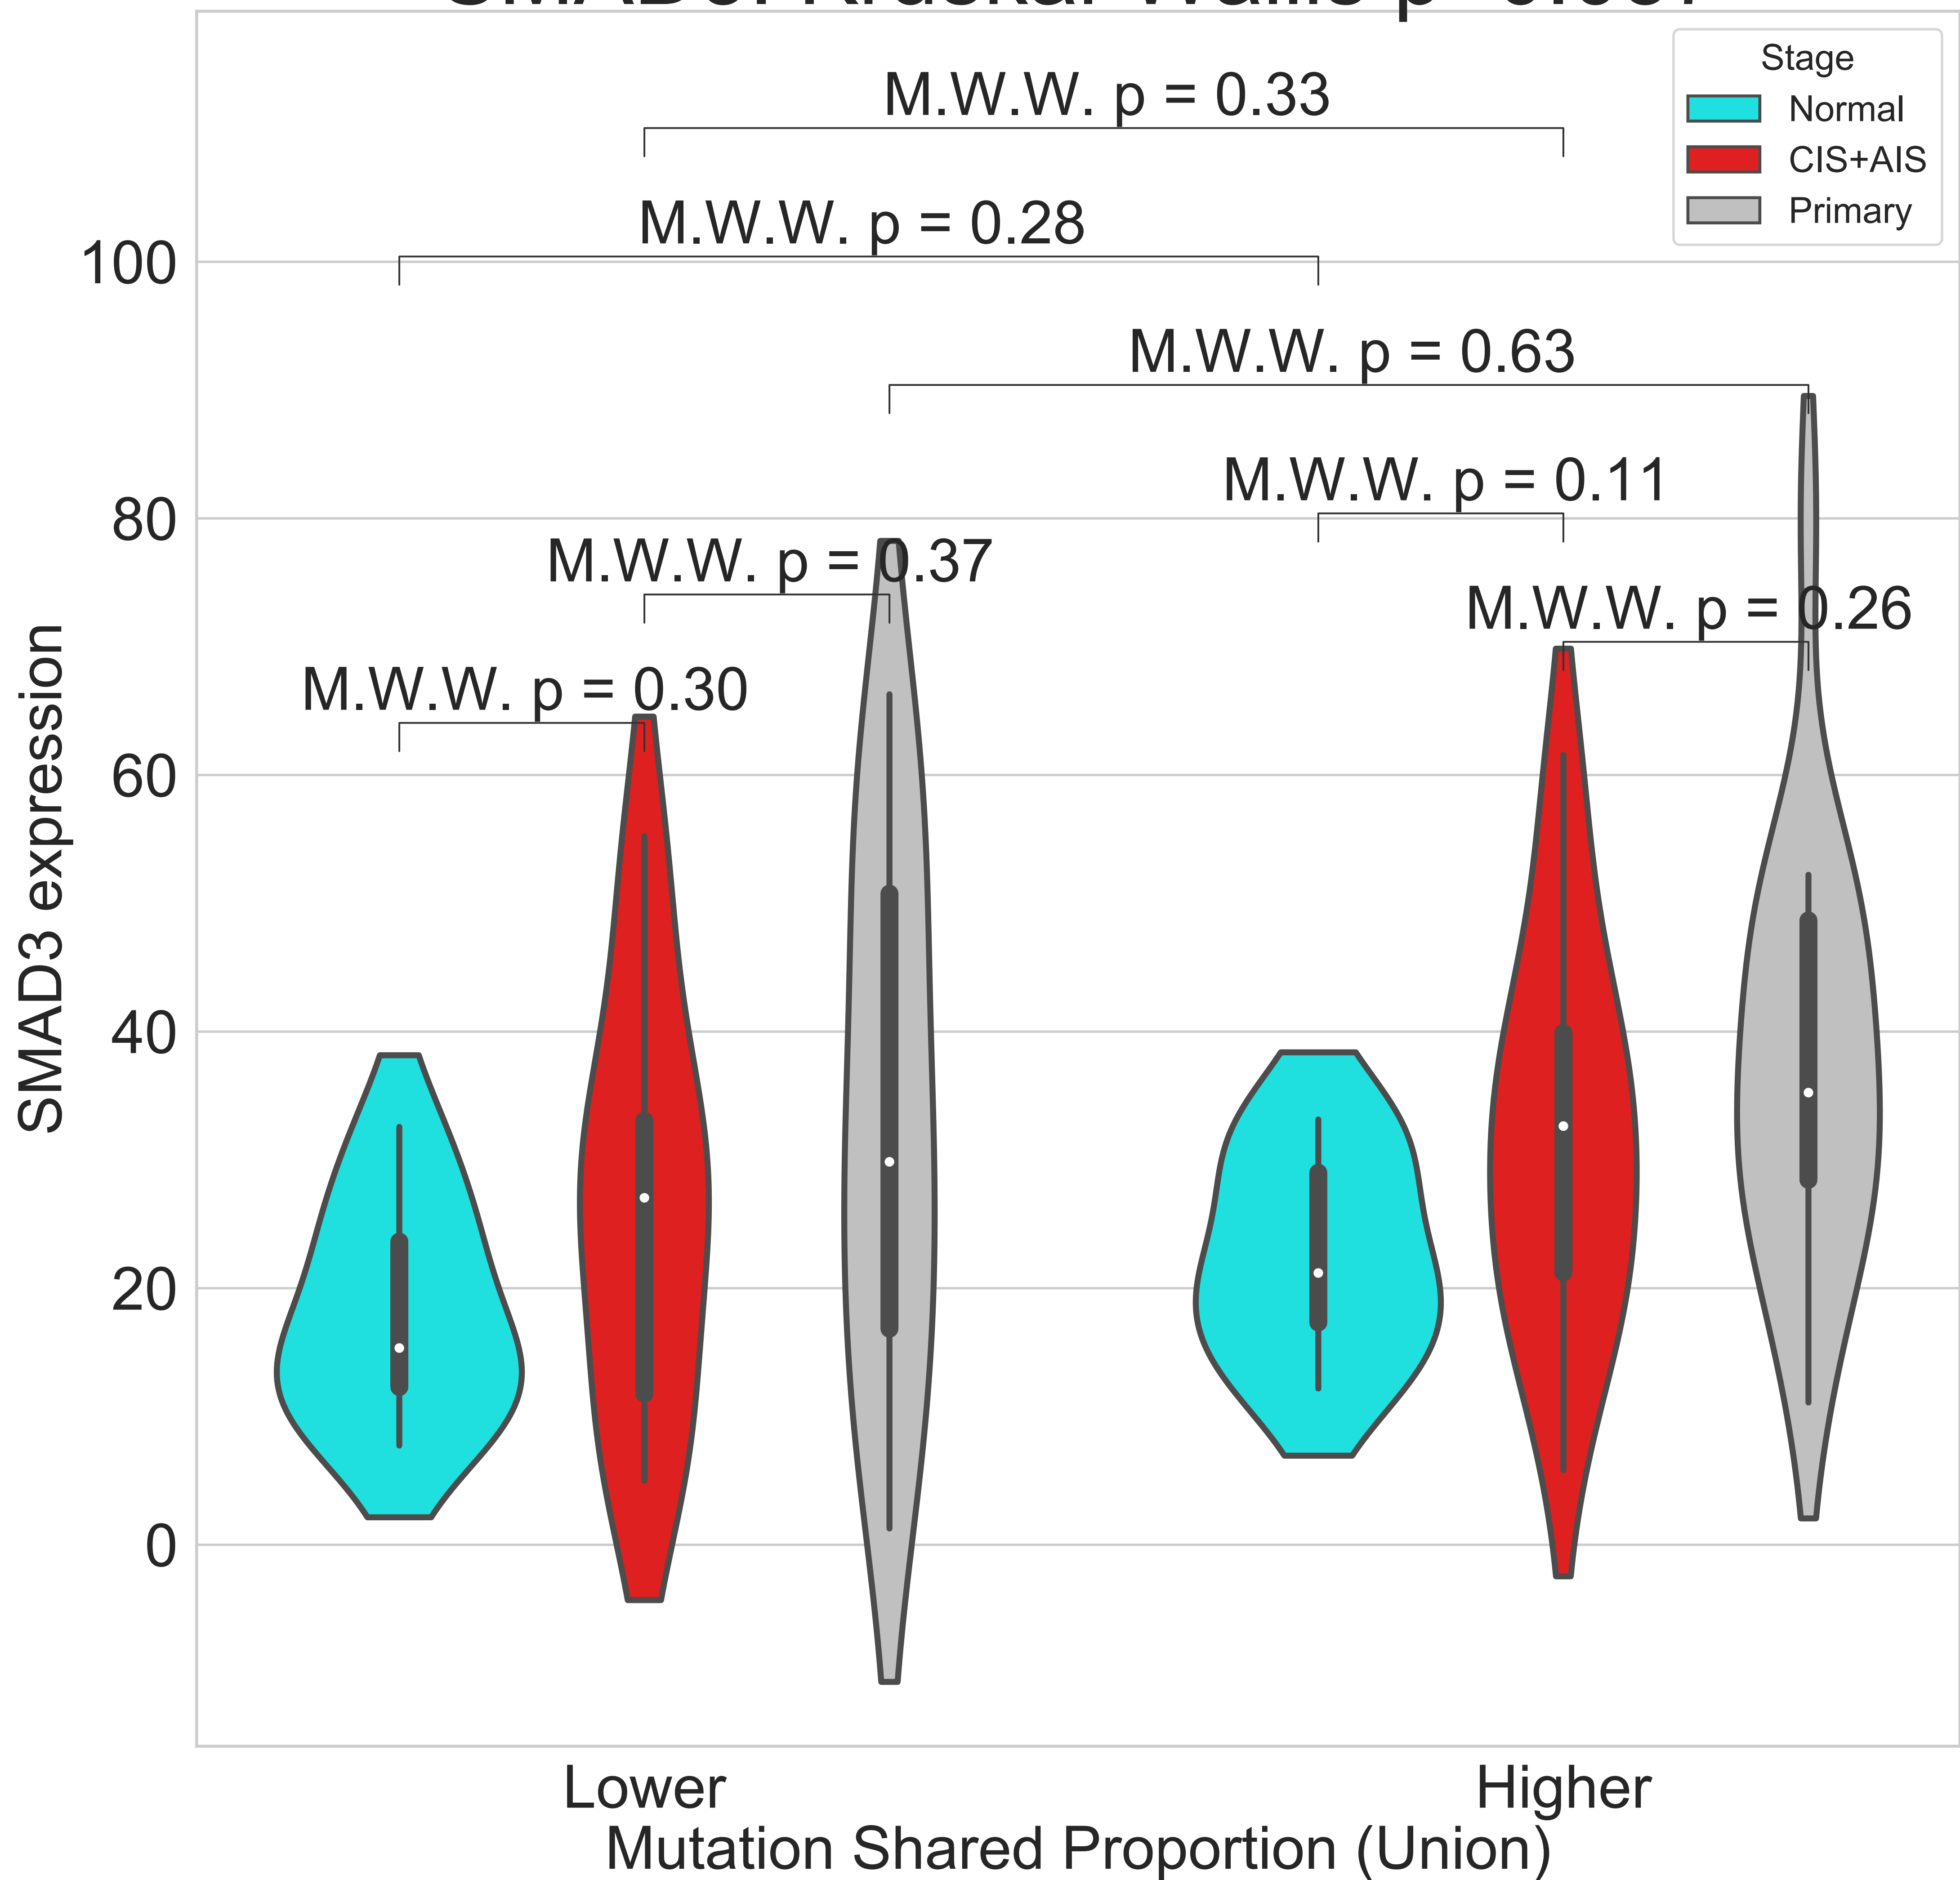 Stage
Normal
CIS+AIS
Primary
M.W.W. p = 0.33
M.W.W. p = 0.28
M.W.W. p = 0.63
M.W.W. p = 0.11
M.W.W. p = 0.37
M.W.W. p = 0.26
M.W.W. p = 0.30
100
80
60
40
20
0
SMAD3 expression
Lower
Higher
Mutation Shared Proportion (Union)